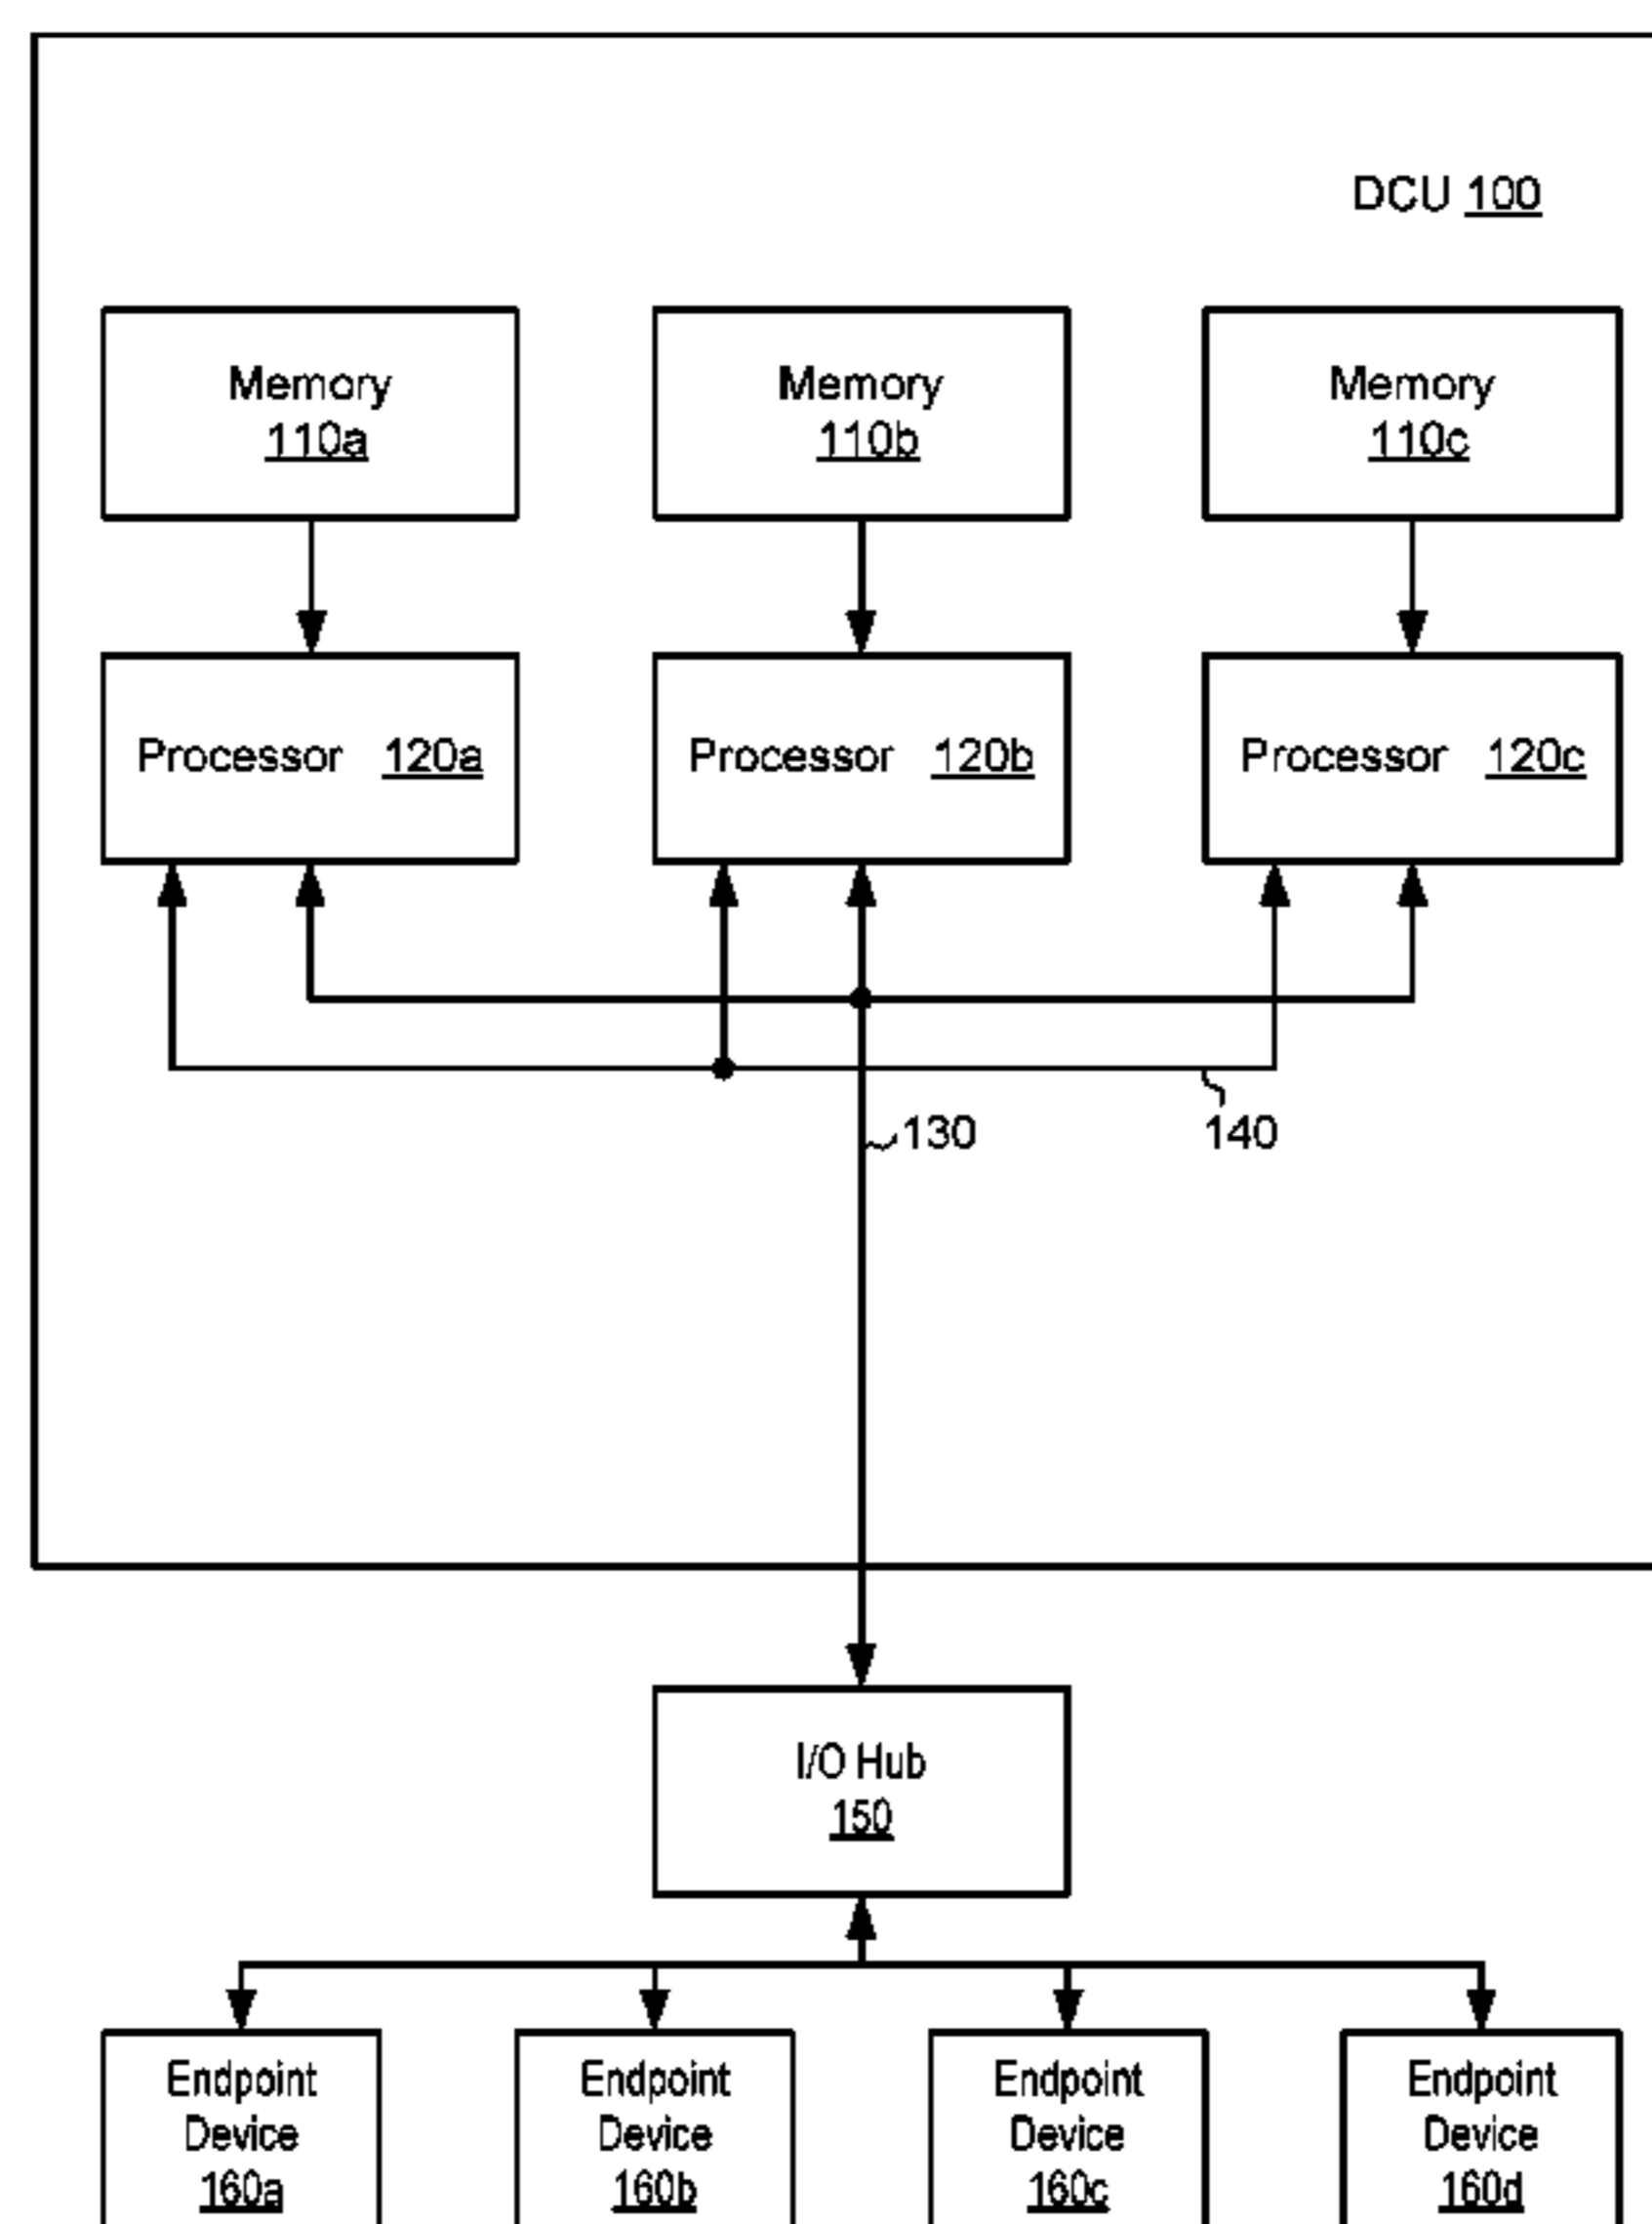 DCU 100
Memory
110a
Memory
110b
Memory
110c
Processor 120a
Processor 120b
Processor 120c
130
140
I/O Hub
150
Endpoint
Device
160a
Endpoint
Device
160b
Endpoint
Device
160c
Endpoint
Device
160d